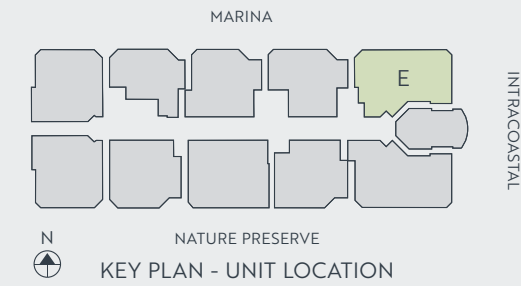 MARINA
E
INTRACOASTAL
N
NATURE PRESERVE
KEY PLAN - UNIT LOCATION